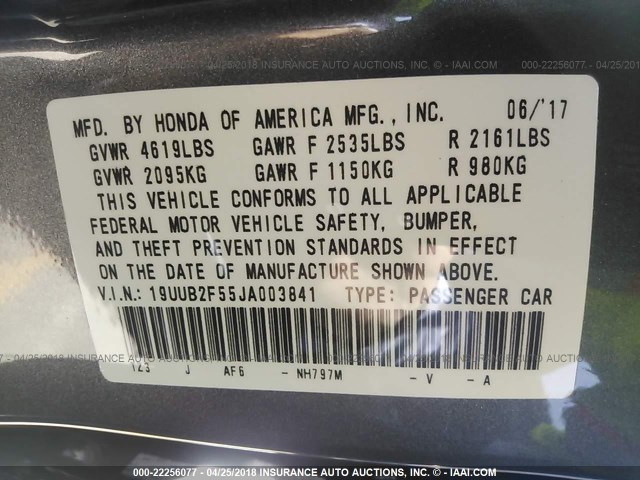 000-22256077 - 04/25/2018 INSURANCE AUTO AUCTIONS, INC. - © - IAAI.COM
MFD. BY HONDA OF AMERICA MFG., INC. 06/'17
GVWR 4619LBS GAWR F 2535LBS R 2161LBS
GVWR 2095KG GAWR F 1150KG R 980KG
THIS VEHICLE CONFORMS TO ALL APPLICABLE
FEDERAL MOTOR VEHICLE SAFETY, BUMPER,
AND THEFT PREVENTION STANDARDS IN EFFECT
ON THE DATE OF MANUFACTURE SHOWN ABOVE.
V.I.N.: 19UUB2F55JA003841 TYPE: PASSENGER CAR
123 J AF6 - NH797M - V - A
000-22256077 - 04/25/2018 INSURANCE AUTO AUCTIONS, INC. - © - IAAI.COM